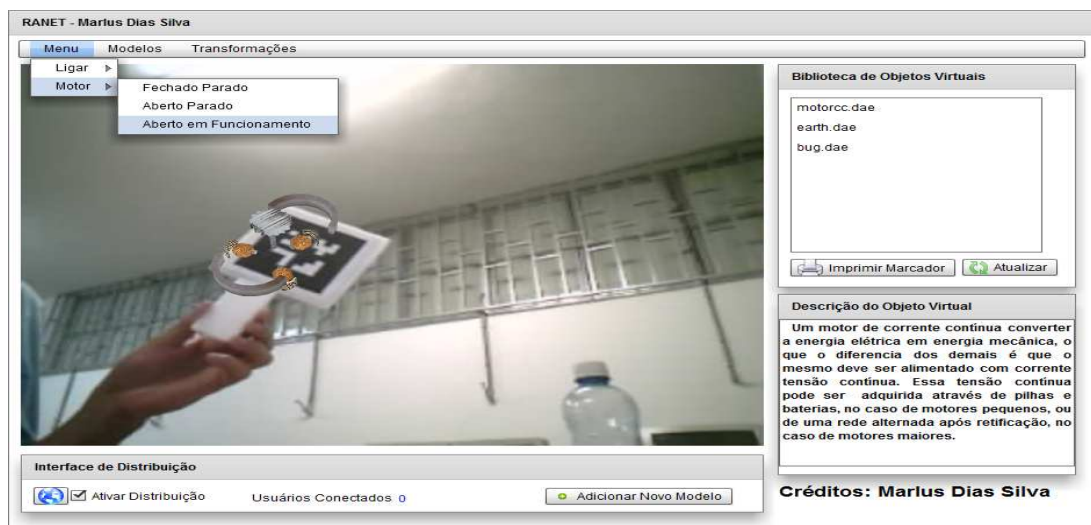 RANET - Marlus Dias Silva
Menu Modelos Transformações
Ligar
Motor
Fechado Parado
Aberto Parado
Aberto em Funcionamento
Biblioteca de Objetos Virtuais
motorcc.dae
earth.dae
bug.dae
Imprimir Marcador Atualizar
Descrição do Objeto Virtual
Um motor de corrente contínua converter
a energia elétrica em energia mecânica, o
que o diferencia dos demais é que o
mesmo deve ser alimentado com corrente
tensão contínua. Essa tensão contínua
pode ser adquirida através de pilhas e
baterias, no caso de motores pequenos, ou
de uma rede alternada após retificação, no
caso de motores maiores.
Interface de Distribuição
Ativar Distribuição Usuários Conectados 0 Adicionar Novo Modelo
Créditos: Marlus Dias Silva